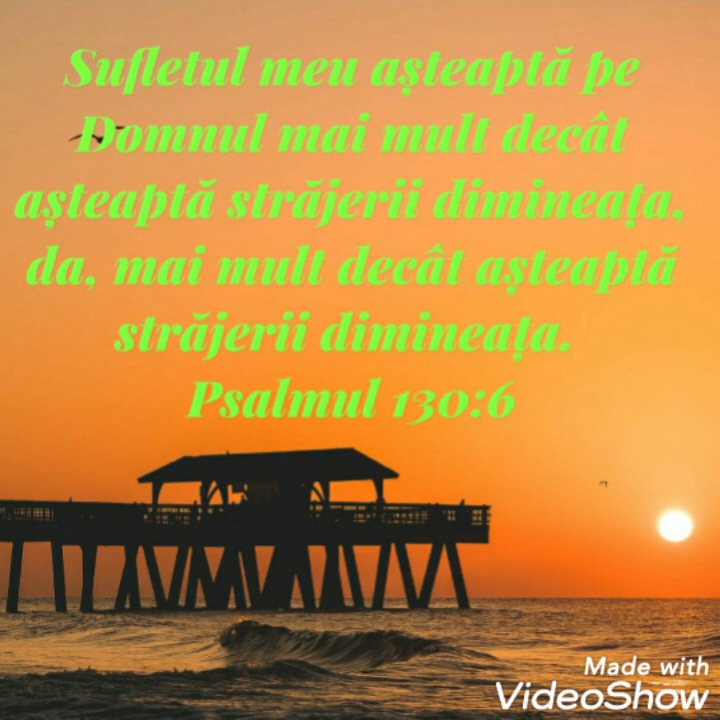 Sufletul meu așteaptă pe
Domnul mai mult decât
așteaptă străjerii dimineața,
da, mai mult decât așteaptă
străjerii dimineața.
Psalmul 130:6
Made with
VideoShow